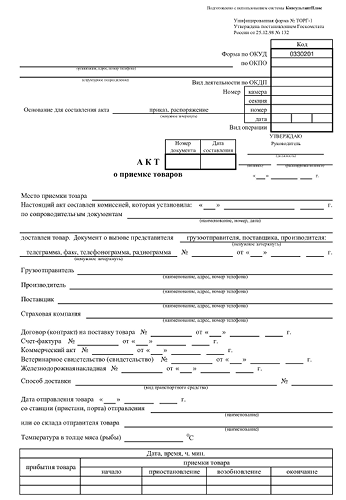 Подготовлено с использованием системы КонсультантПлюс
Унифицированная форма № ТОРГ-1
Утверждена постановлением Госкомстата
России от 25.12.98 № 132
Код
Форма по ОКУД 0330201
по ОКПО
организация, адрес, номер телефона
структурное подразделение
Вид деятельности по ОКДП
Номер камера
секция
Основание для составления акта приказ, распоряжение номер
(ненужное зачеркнуть) дата
Вид операции
УТВЕРЖДАЮ
Номер документа Дата составления Руководитель
(должность)
АКТ
(подпись) (расшифровка подписи)
о приемке товаров « » г.
Место приемки товара
Настоящий акт составлен комиссией, которая установила: « » г.
по сопроводительным документам
(наименование, номер, дата)
доставлен товар. Документ о вызове представителя грузоотправителя, поставщика, производителя:
(ненужное зачеркнуть)
телеграмма, факс, телефонограмма, радиограмма № от « » г.
(ненужное зачеркнуть)
Грузоотправитель
(наименование, адрес, номер телефона)
Производитель
(наименование, адрес, номер телефона)
Поставщик
(наименование, адрес, номер телефона)
Страховая компания
(наименование, адрес, номер телефона)
Договор (контракт) на поставку товара № от « » г.
Счет-фактура № от « » г.
Коммерческий акт № от « » г.
Ветеринарное свидетельство (свидетельство) № от « » г.
Железнодорожная накладная № от « » г.
Способ доставки №
(вид транспортного средства)
Дата отправления товара « » г.
со станции (пристани, порта) отправления
(наименование)
или со склада отправителя товара
(наименование)
Температура в толще мяса (рыбы) °С
Дата, время, ч. мин.
прибытия товара приемки товара
начало приостановление возобновление окончание